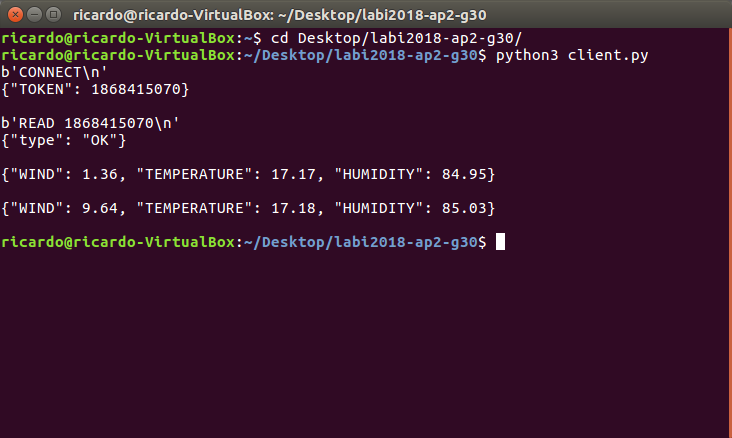 ricardo@ricardo-VirtualBox: ~/Desktop/labi2018-ap2-g30
ricardo@ricardo-VirtualBox:~$ cd Desktop/labi2018-ap2-g30/
ricardo@ricardo-VirtualBox:~/Desktop/labi2018-ap2-g30$ python3 client.py
b'CONNECT\n'
{"TOKEN": 1868415070}
b'READ 1868415070\n'
{"type": "OK"}
{"WIND": 1.36, "TEMPERATURE": 17.17, "HUMIDITY": 84.95}
{"WIND": 9.64, "TEMPERATURE": 17.18, "HUMIDITY": 85.03}
ricardo@ricardo-VirtualBox:~/Desktop/labi2018-ap2-g30$